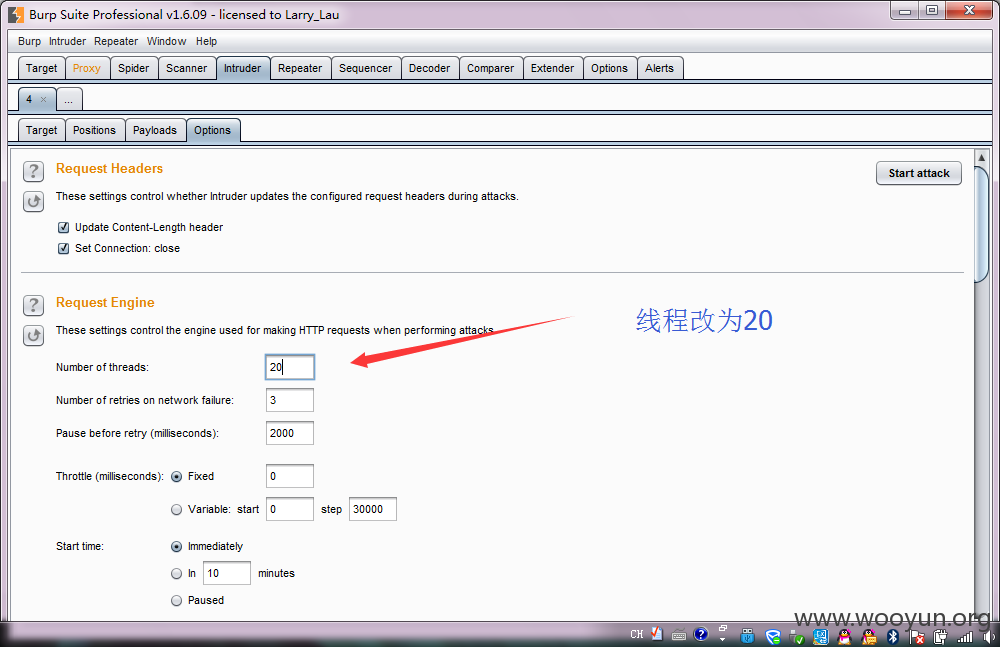 Burp Suite Professional v1.6.09 - licensed to Larry_Lau
Burp Intruder Repeater Window Help
Target Proxy Spider Scanner Intruder Repeater Sequencer Decoder Comparer Extender Options Alerts
4 × ...
Target Positions Payloads Options
? Request Headers
Start attack
These settings control whether Intruder updates the configured request headers during attacks.
Update Content-Length header
Set Connection: close
? Request Engine
These settings control the engine used for making HTTP requests when performing attacks.
线程改为20
Number of threads: 20
Number of retries on network failure: 3
Pause before retry (milliseconds): 2000
Throttle (milliseconds): Fixed 0
Variable: start 0 step 30000
Start time: Immediately
In 10 minutes
Paused
www.wooyun.org
CH